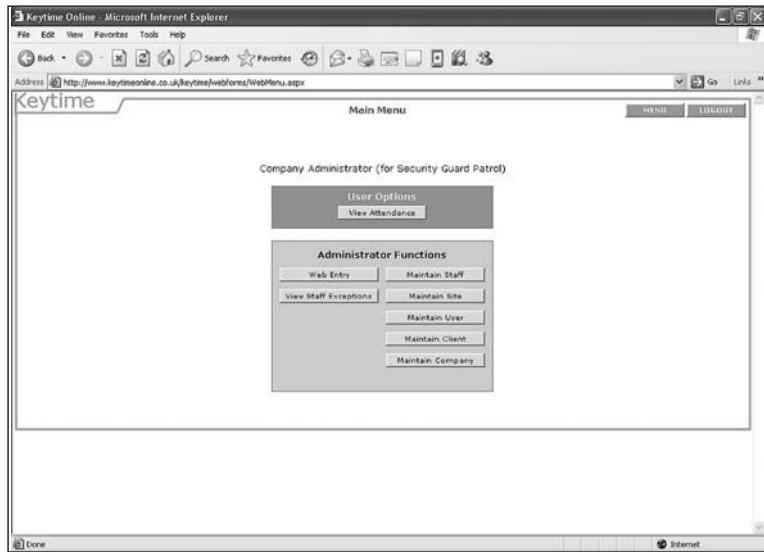 Keytime Online - Microsoft Internet Explorer
File Edit View Favorites Tools Help
Back Search Favorites
Address http://www.keytimeonline.co.uk/keytime/webforms/WebMenu.aspx Go Links »
Keytime
Main Menu
MENU LOGOUT
Company Administrator (for Security Guard Patrol)
User Options
View Attendance
Administrator Functions
Web Entry Maintain Staff
View Staff Exceptions Maintain Site
Maintain User
Maintain Client
Maintain Company
Done Internet